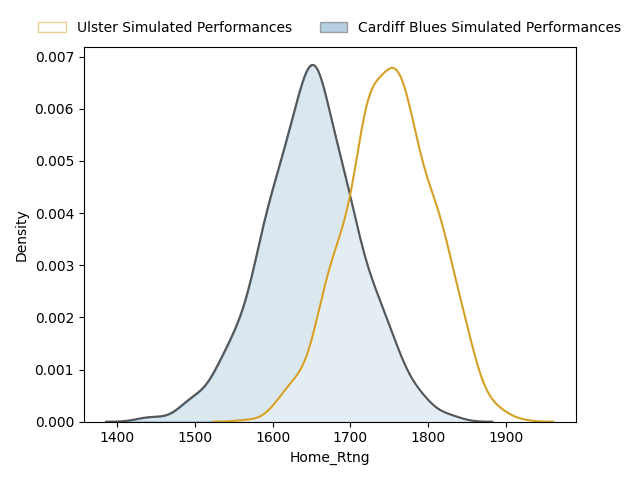 Ulster Simulated Performances
Cardiff Blues Simulated Performances
0.007
0.006
0.005
0.004
0.003
0.002
0.001
0.000
Density
1400 1500 1600 1700 1800 1900
Home_Rtng